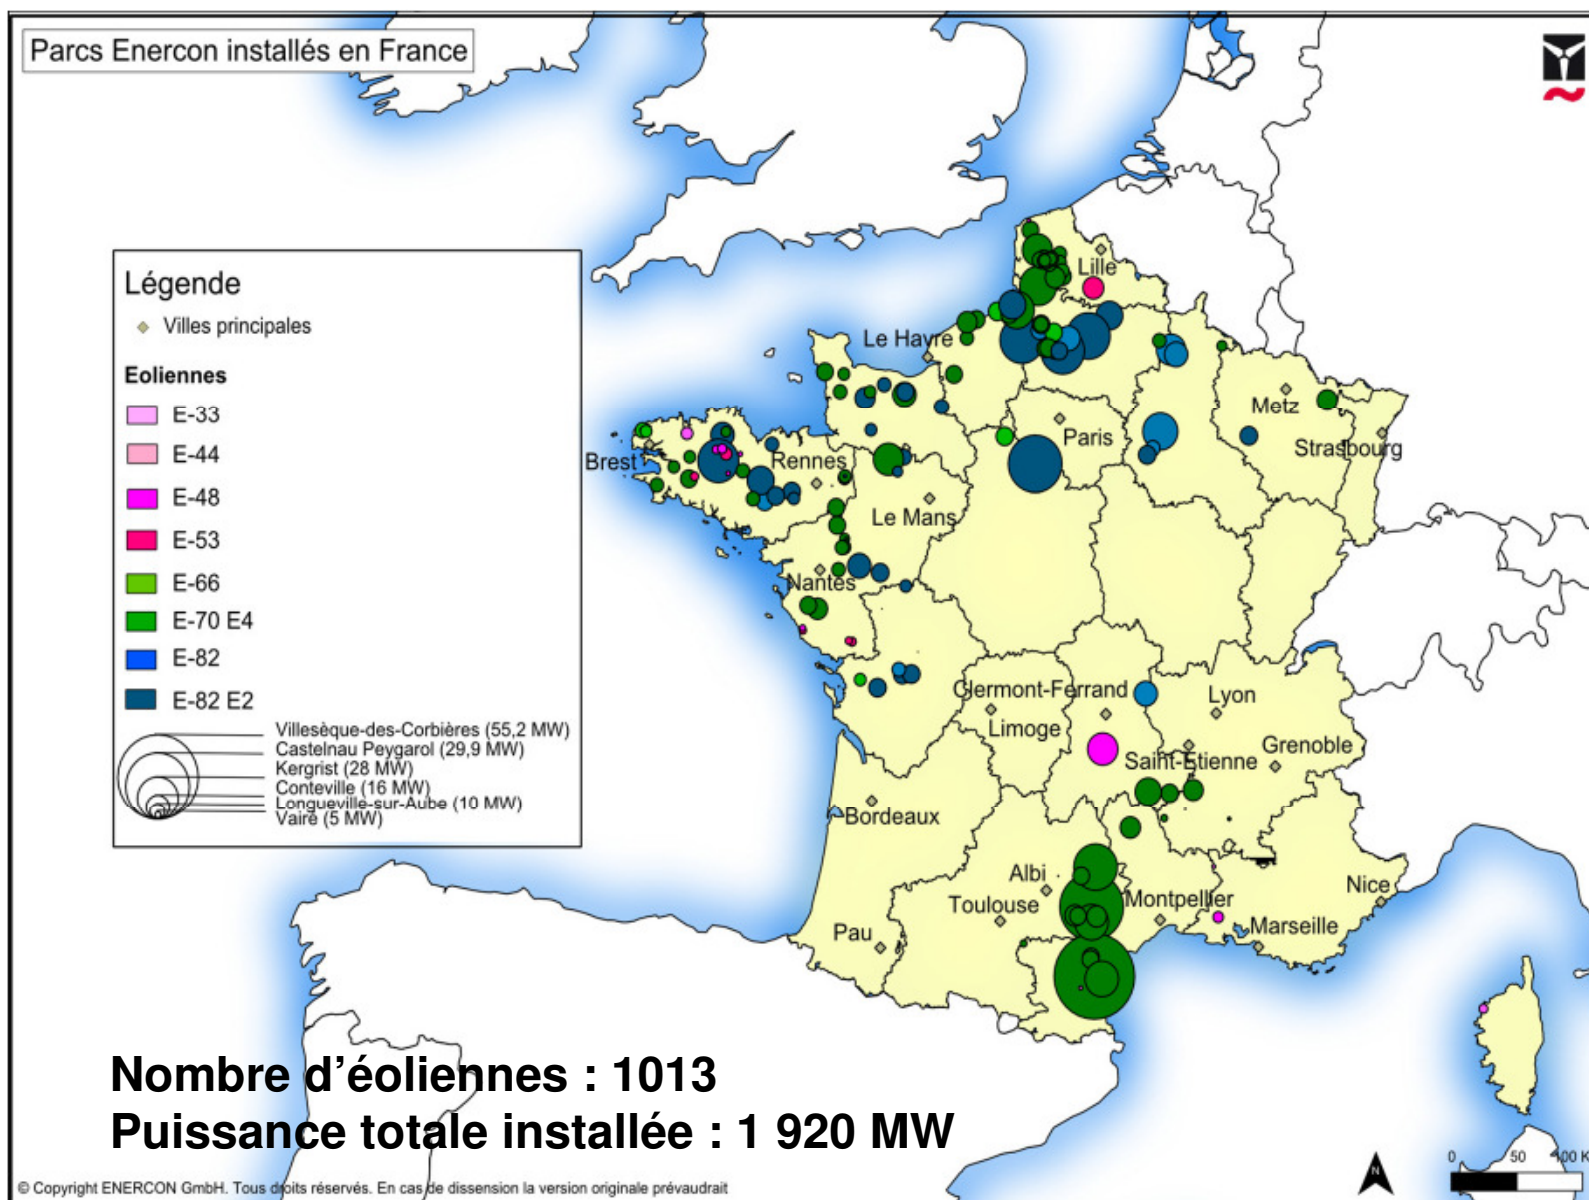 Parcs Enercon installés en France
Légende
Villes principales
Eoliennes
E-33
E-44
E-48
E-53
E-66
E-70 E4
E-82
E-82 E2
Villesèque-des-Corbières (55,2 MW)
Castelnau Peygarol (29,9 MW)
Kergrist (28 MW)
Conteville (16 MW)
Longueville-sur-Aube (10 MW)
Vairé (5 MW)
Lille
Le Havre
Metz
Paris
Strasbourg
Brest
Rennes
Le Mans
Nantes
Clermont-Ferrand
Lyon
Limoge
Grenoble
Saint-Etienne
Bordeaux
Albi
Nice
Toulouse
Montpellier
Pau
Marseille
Nombre d'éoliennes : 1013
Puissance totale installée : 1 920 MW
N
0 50 100 K
© Copyright ENERCON GmbH. Tous droits réservés. En cas de dissension la version originale prévaudrait